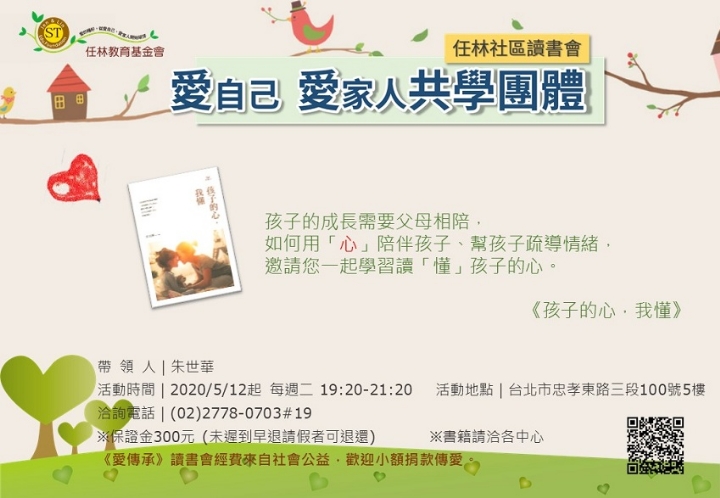 任林教育基金會
任林社區讀書會
愛自己 愛家人共學團體
孩子的心，
我懂
孩子的成長需要父母相陪，
如何用「心」陪伴孩子、幫孩子疏導情緒，
邀請您一起學習讀「懂」孩子的心。
《孩子的心，我懂》
帶 領 人 | 朱世華
活動時間 | 2020/5/12起 每週二 19:20-21:20 活動地點 | 台北市忠孝東路三段100號5樓
洽詢電話 | (02)2778-0703#19
※保證金300元 (未遲到早退請假者可退還) ※書籍請洽各中心
《愛傳承》讀書會經費來自社會公益，歡迎小額捐款傳愛。